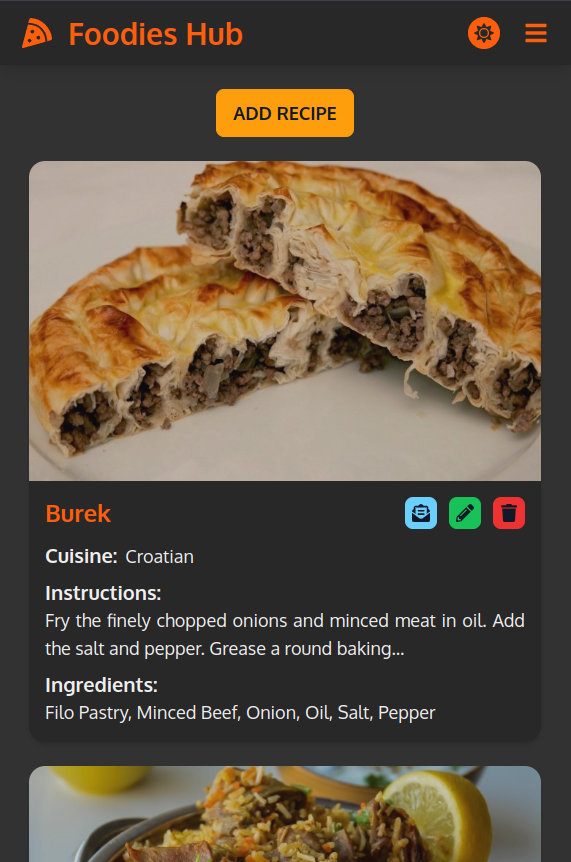 Foodies Hub
ADD RECIPE
Burek
Cuisine: Croatian
Instructions:
Fry the finely chopped onions and minced meat in oil. Add
the salt and pepper. Grease a round baking...
Ingredients:
Filo Pastry, Minced Beef, Onion, Oil, Salt, Pepper